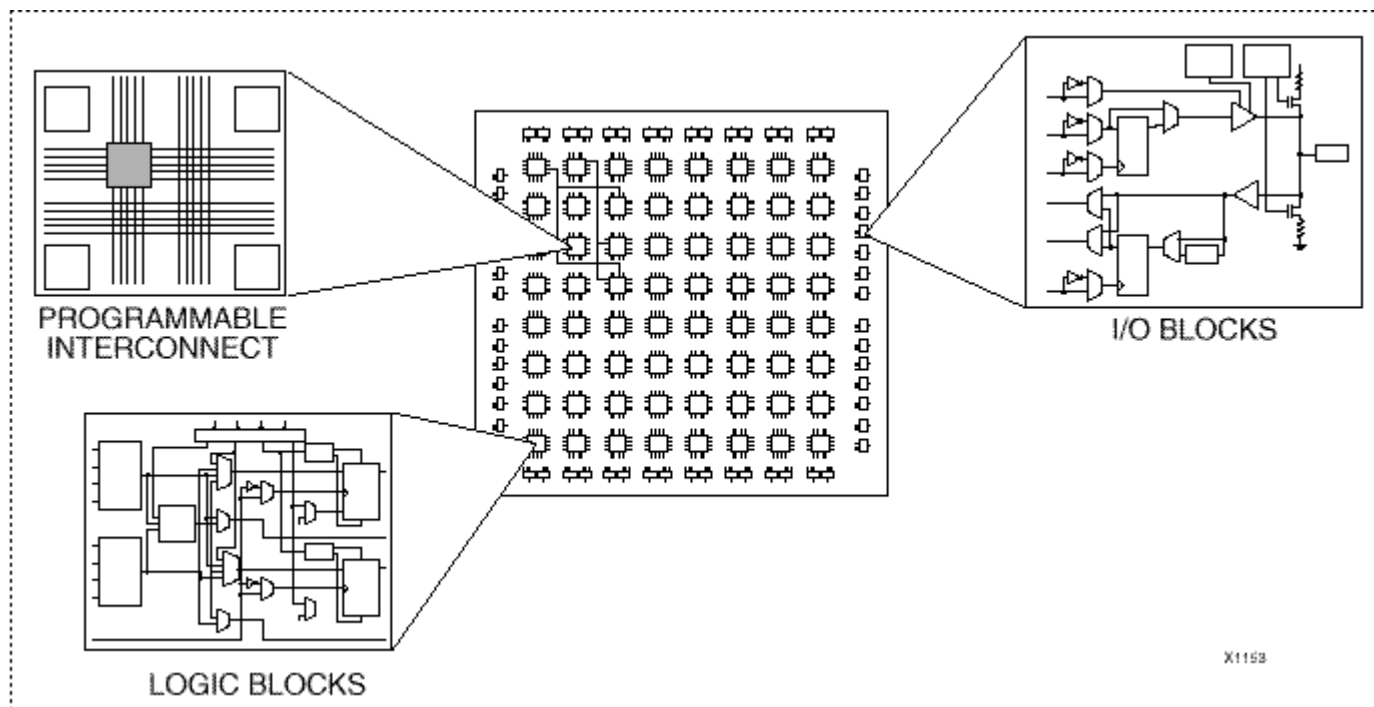 PROGRAMMABLE
INTERCONNECT
I/O BLOCKS
LOGIC BLOCKS
X1153